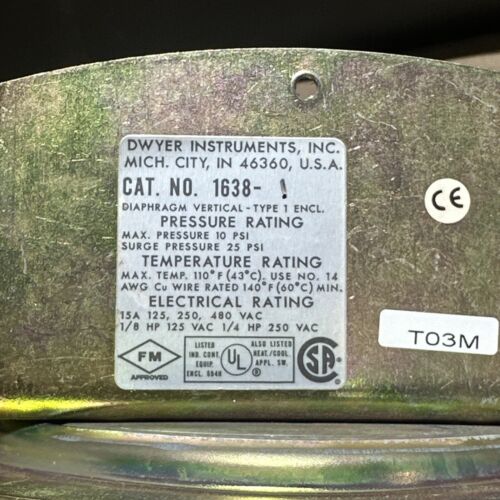 DWYER INSTRUMENTS, INC.
MICH. CITY, IN 46360, U.S.A.
CAT. NO. 1638-
DIAPHRAGM VERTICAL-TYPE 1 ENCL.
PRESSURE RATING
MAX. PRESSURE 10 PSI
SURGE PRESSURE 25 PSI
TEMPERATURE RATING
MAX. TEMP. 110°F (43°C). USE NO. 14
AWG Cu WIRE RATED 140°F (60°C) MIN.
ELECTRICAL RATING
15A 125, 250, 480 VAC
1/8 HP 125 VAC 1/4 HP 250 VAC
FM
APPROVED
LISTED
IND. CONT.
EQUIP.
ENCL. 584H
UL
®
ALSO LISTED
HEAT./COOL.
APPL. SW.
CSA
CE
T03M